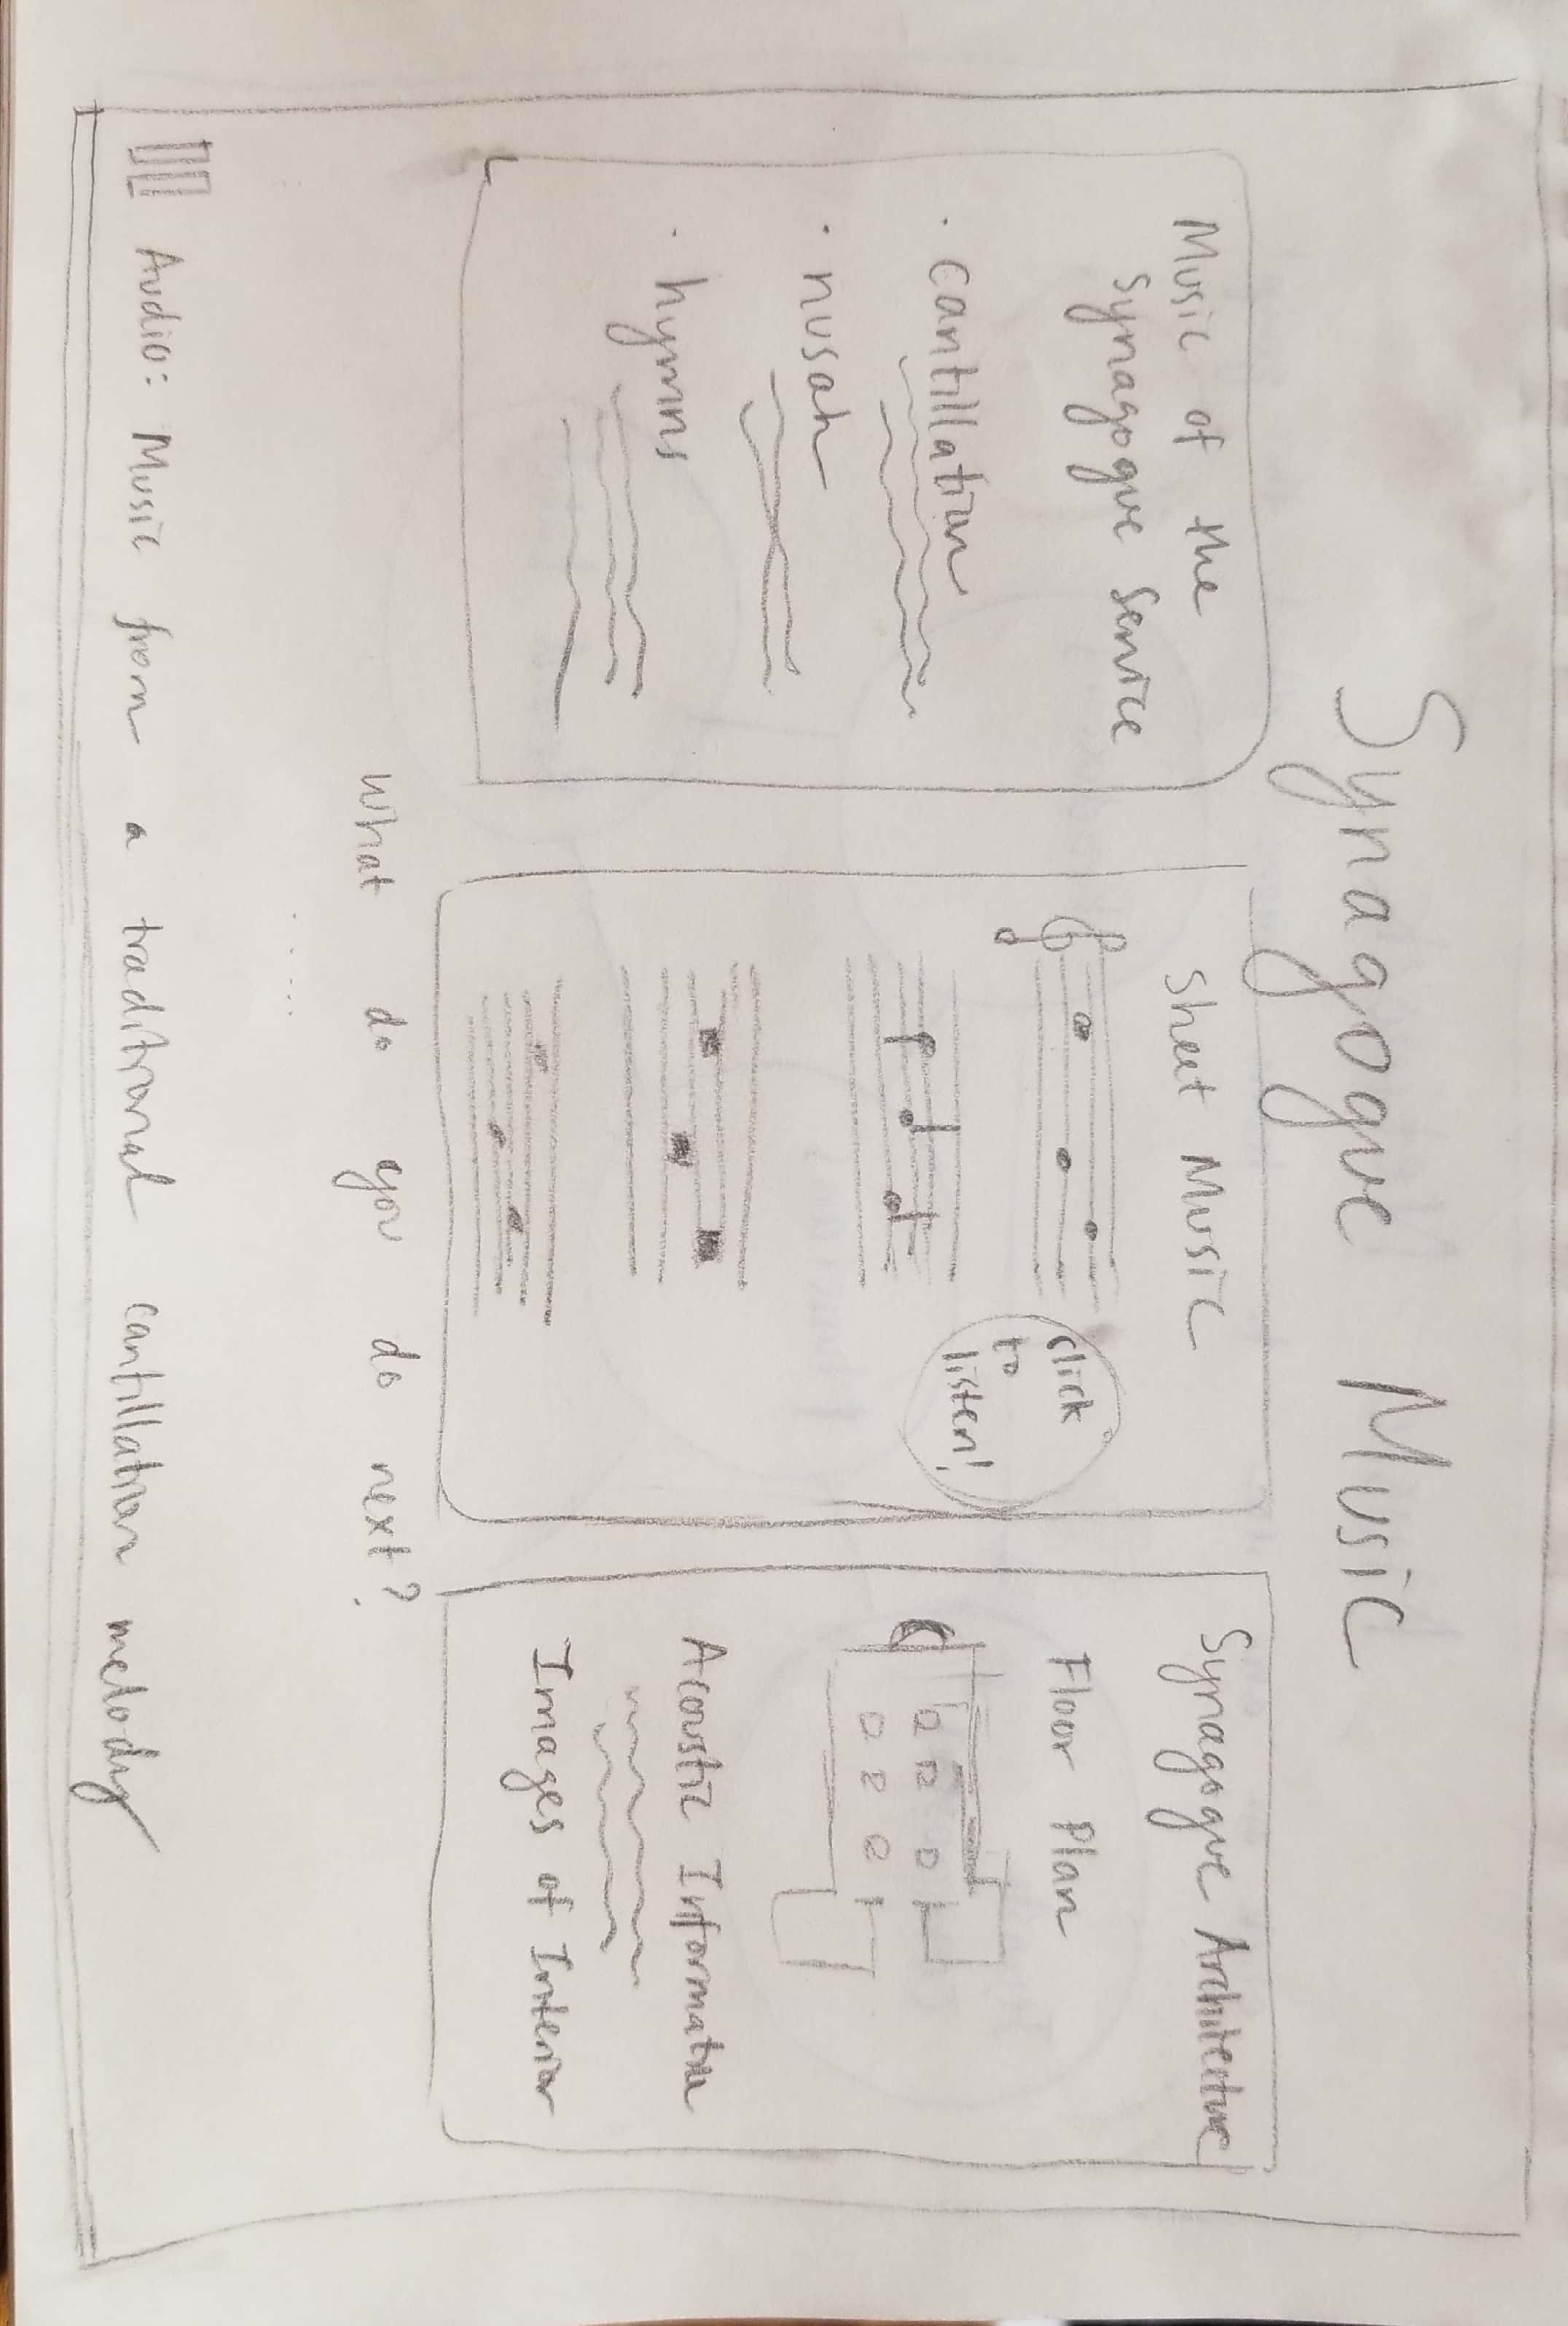 Synagogue Music
Music of the
Synagogue Service
· cantillation
· nusah
· hymns
Sheet Music
click
to
listen!
Synagogue Architecture
Floor Plan
Acoustic Information
Images of Interior
What do you do next?
Audio: Music from a traditional cantillation melody